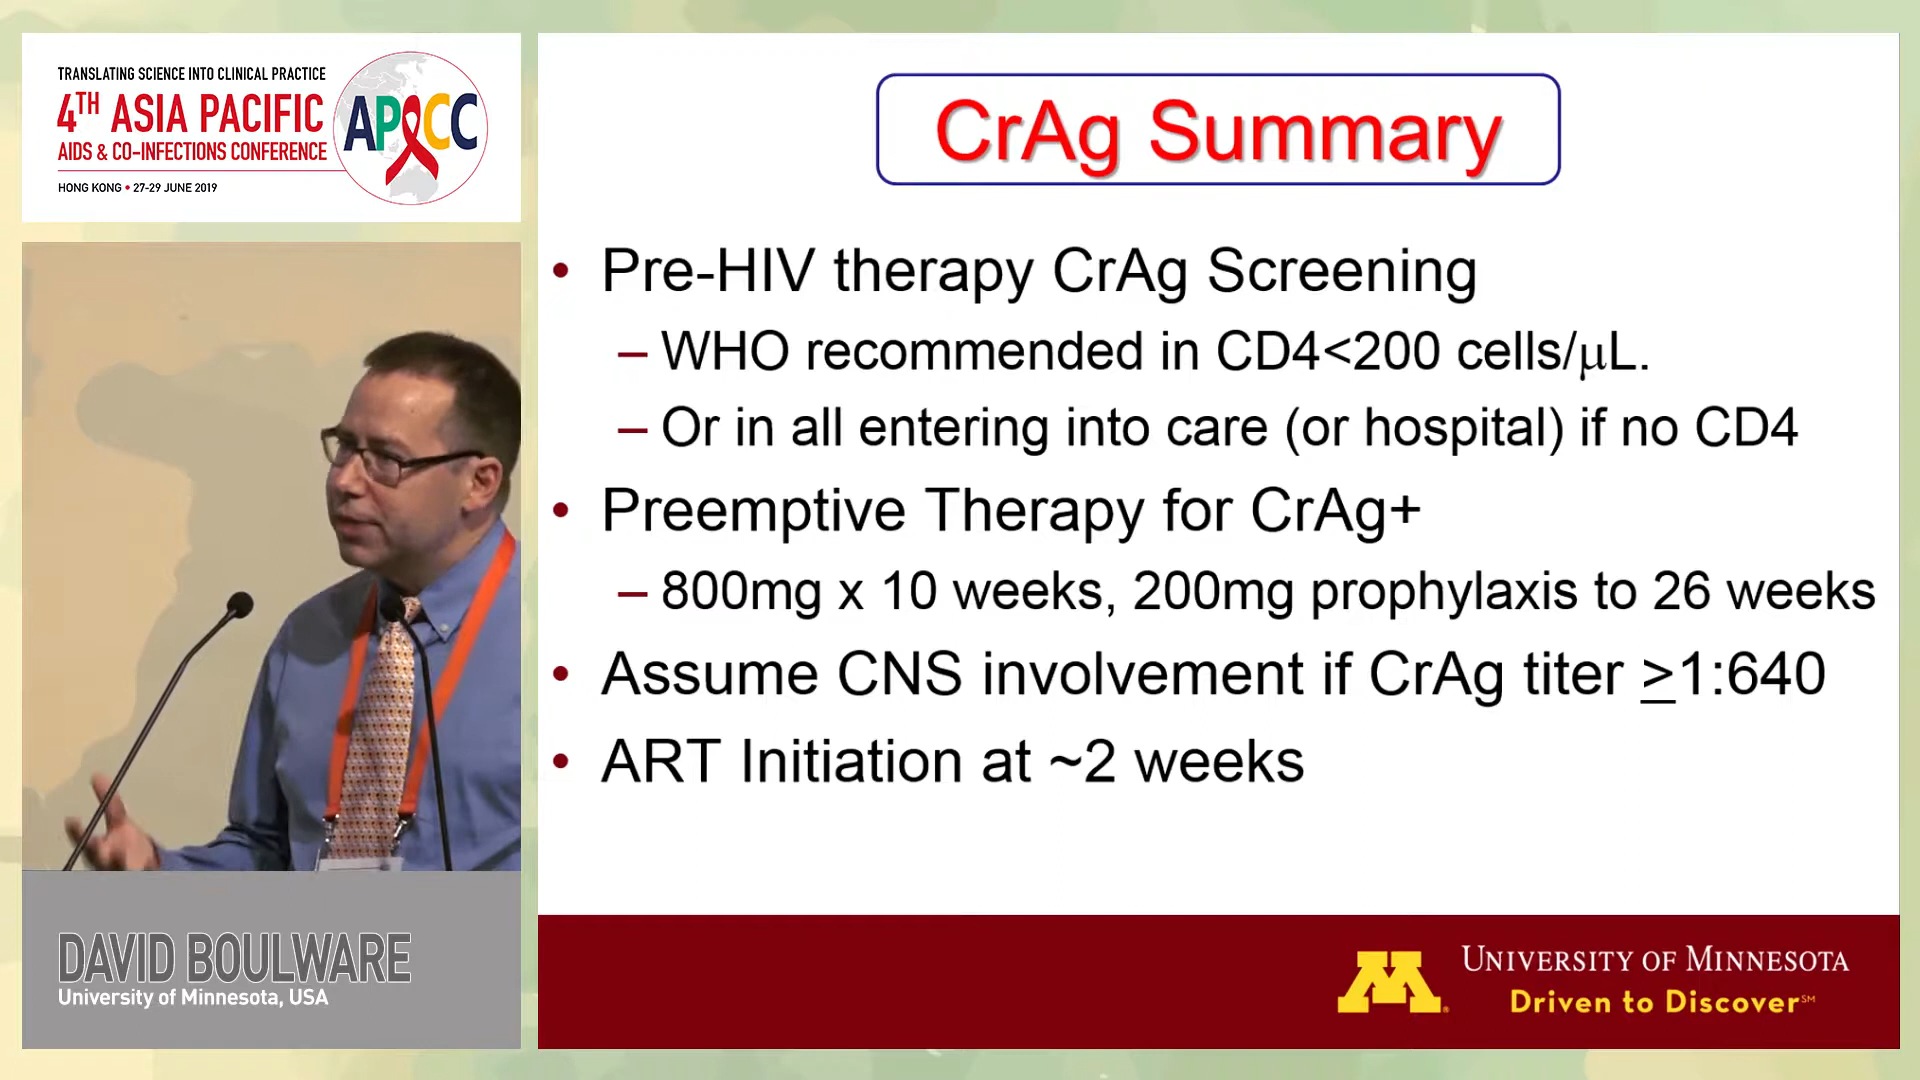 TRANSLATING SCIENCE INTO CLINICAL PRACTICE
4TH ASIA PACIFIC
AIDS & CO-INFECTIONS CONFERENCE
HONG KONG • 27-29 JUNE 2019
APACC
DAVID BOULWARE
University of Minnesota, USA
CrAg Summary
• Pre-HIV therapy CrAg Screening
– WHO recommended in CD4<200 cells/μL.
– Or in all entering into care (or hospital) if no CD4
• Preemptive Therapy for CrAg+
– 800mg x 10 weeks, 200mg prophylaxis to 26 weeks
• Assume CNS involvement if CrAg titer ≥1:640
• ART Initiation at ~2 weeks
M®
UNIVERSITY OF MINNESOTA
Driven to Discover℠